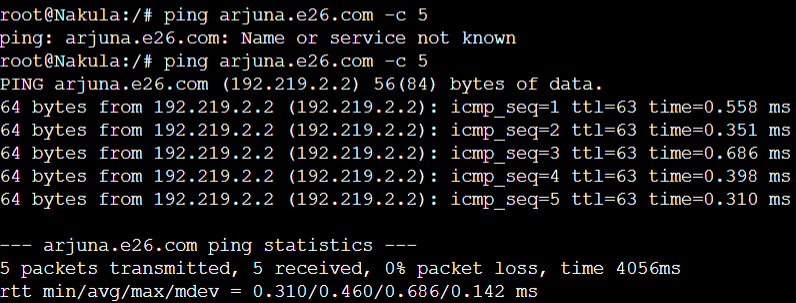 root@Nakula:/# ping arjuna.e26.com -c 5
ping: arjuna.e26.com: Name or service not known
root@Nakula:/# ping arjuna.e26.com -c 5
PING arjuna.e26.com (192.219.2.2) 56(84) bytes of data.
64 bytes from 192.219.2.2 (192.219.2.2): icmp_seq=1 ttl=63 time=0.558 ms
64 bytes from 192.219.2.2 (192.219.2.2): icmp_seq=2 ttl=63 time=0.351 ms
64 bytes from 192.219.2.2 (192.219.2.2): icmp_seq=3 ttl=63 time=0.686 ms
64 bytes from 192.219.2.2 (192.219.2.2): icmp_seq=4 ttl=63 time=0.398 ms
64 bytes from 192.219.2.2 (192.219.2.2): icmp_seq=5 ttl=63 time=0.310 ms

--- arjuna.e26.com ping statistics ---
5 packets transmitted, 5 received, 0% packet loss, time 4056ms
rtt min/avg/max/mdev = 0.310/0.460/0.686/0.142 ms